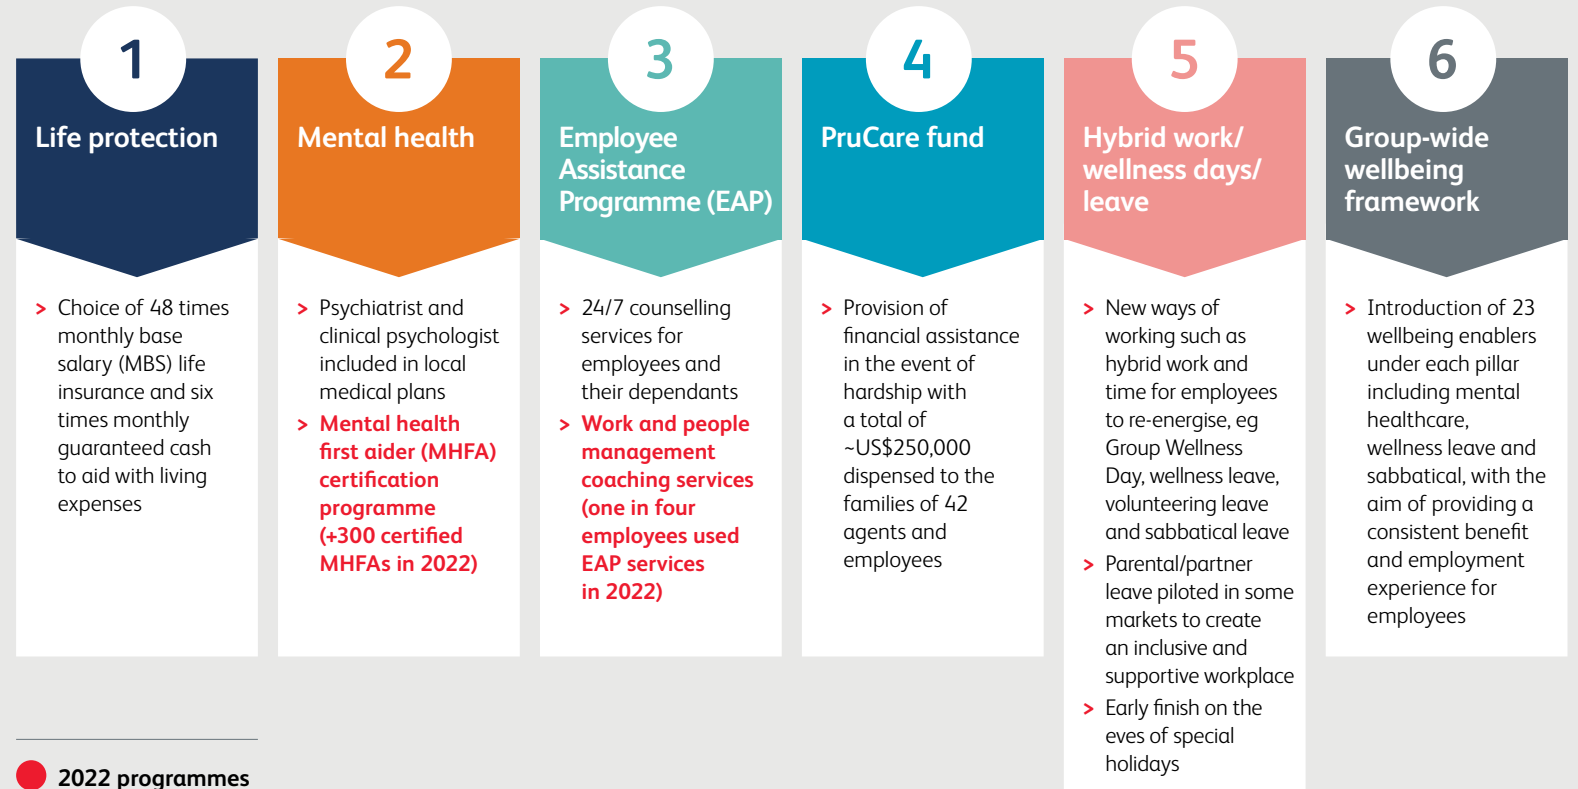 1
Life protection
> Choice of 48 times
monthly base
salary (MBS) life
insurance and six
times monthly
guaranteed cash
to aid with living
expenses
2
Mental health
> Psychiatrist and
clinical psychologist
included in local
medical plans
> Mental health
first aider (MHFA)
certification
programme
(+300 certified
MHFAs in 2022)
3
Employee
Assistance
Programme (EAP)
> 24/7 counselling
services for
employees and
their dependants
> Work and people
management
coaching services
(one in four
employees used
EAP services
in 2022)
4
PruCare fund
> Provision of
financial assistance
in the event of
hardship with
a total of
~US$250,000
dispensed to the
families of 42
agents and
employees
5
Hybrid work/
wellness days/
leave
> New ways of
working such as
hybrid work and
time for employees
to re-energise, eg
Group Wellness
Day, wellness leave,
volunteering leave
and sabbatical leave
> Parental/partner
leave piloted in some
markets to create
an inclusive and
supportive workplace
> Early finish on the
eves of special
holidays
6
Group-wide
wellbeing
framework
> Introduction of 23
wellbeing enablers
under each pillar
including mental
healthcare,
wellness leave and
sabbatical, with the
aim of providing a
consistent benefit
and employment
experience for
employees
2022 programmes